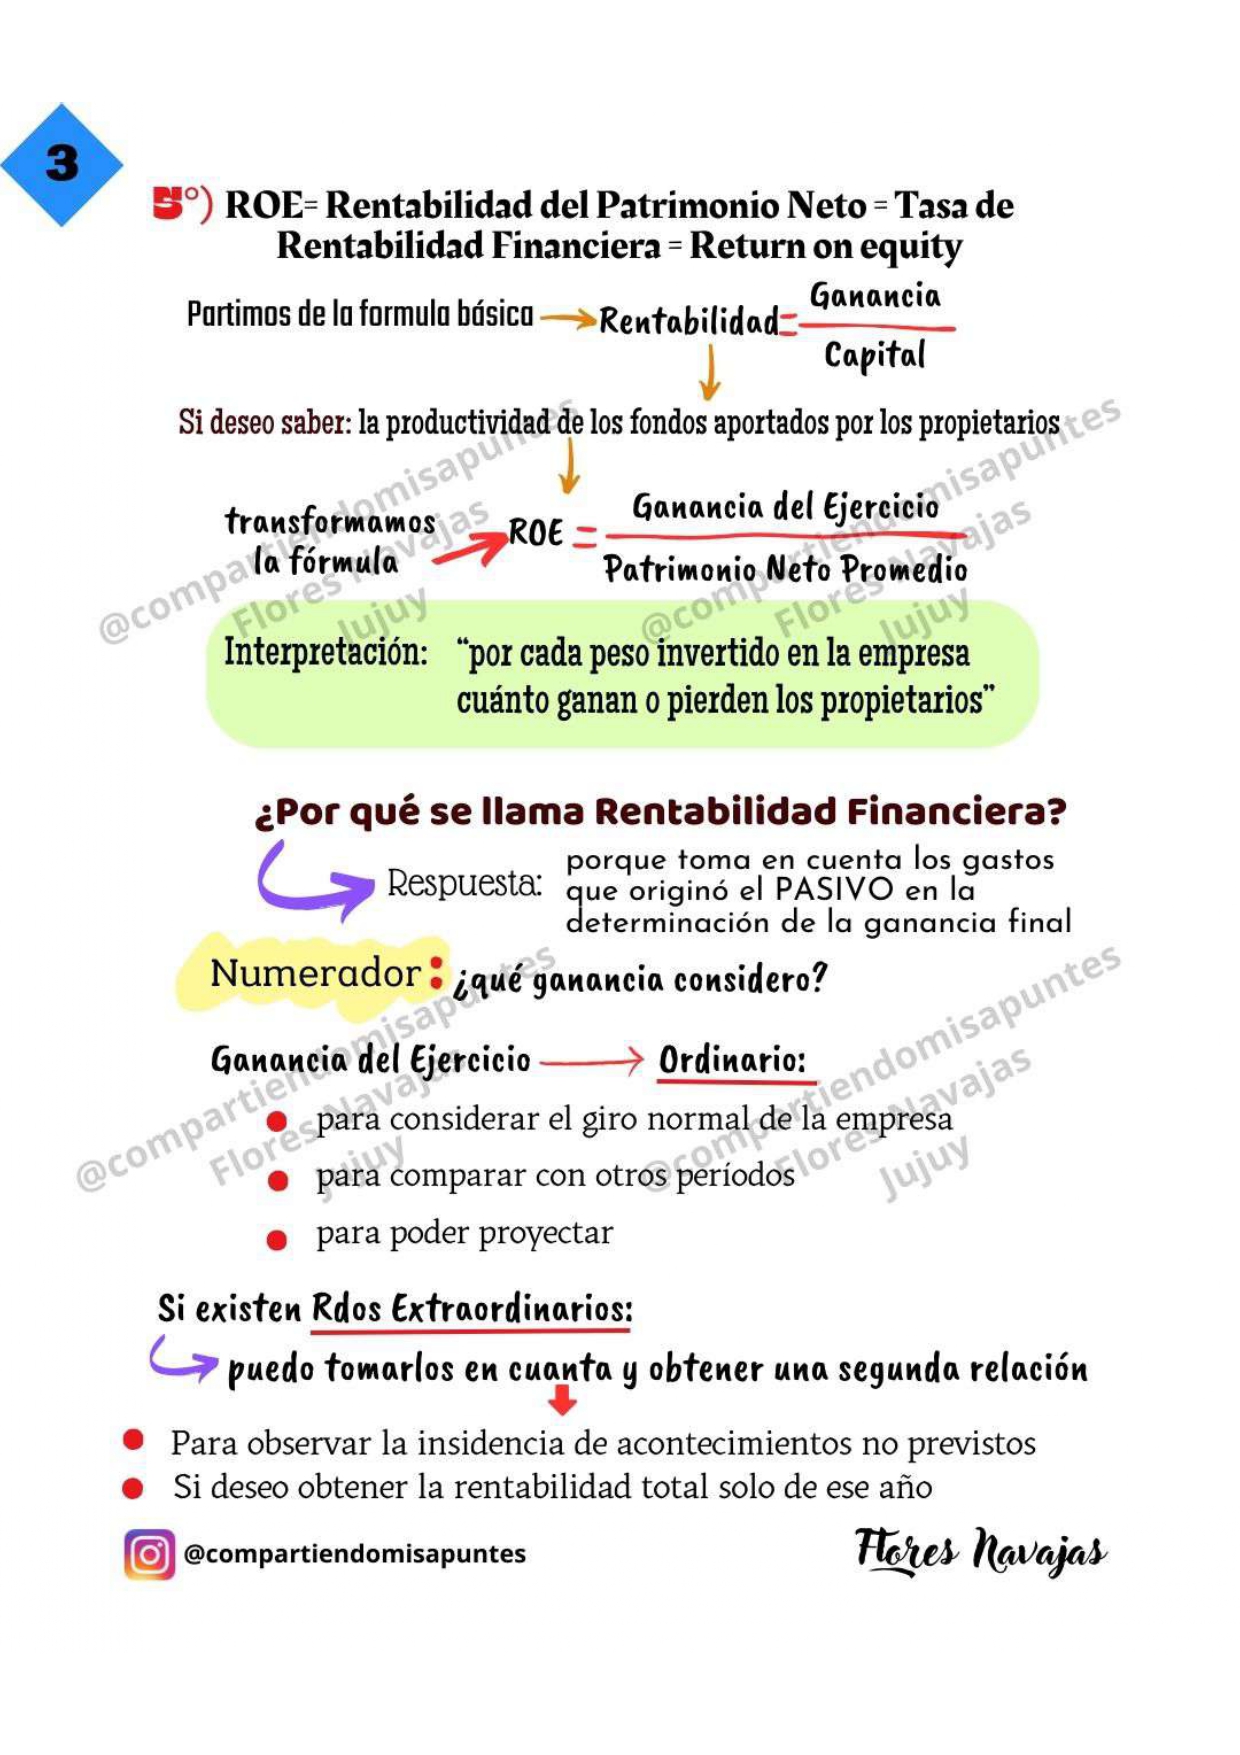 3
5°) ROE= Rentabilidad del Patrimonio Neto = Tasa de
Rentabilidad Financiera = Return on equity
Partimos de la formula básica Rentabilidad = Ganancia
Capital
Si deseo saber: la productividad de los fondos aportados por los propietarios
transformamos
la fórmula
ROE = Ganancia del Ejercicio
Patrimonio Neto Promedio
Interpretación: “por cada peso invertido en la empresa
cuánto ganan o pierden los propietarios”
¿Por qué se llama Rentabilidad Financiera?
Respuesta: porque toma en cuenta los gastos
que originó el PASIVO en la
determinación de la ganancia final
Numerador: ¿qué ganancia considero?
Ganancia del Ejercicio Ordinario:
para considerar el giro normal de la empresa
para comparar con otros períodos
para poder proyectar
Si existen Rdos Extraordinarios:
puedo tomarlos en cuanta y obtener una segunda relación
Para observar la insidencia de acontecimientos no previstos
Si deseo obtener la rentabilidad total solo de ese año
@compartiendomisapuntes
Flores Navajas
@compartiendomisapuntes
Flores Navajas
Jujuy
@compartiendomisapuntes
Flores Navajas
Jujuy
@compartiendomisapuntes
Flores Navajas
Jujuy
@compartiendomisapuntes
Flores Navajas
Jujuy